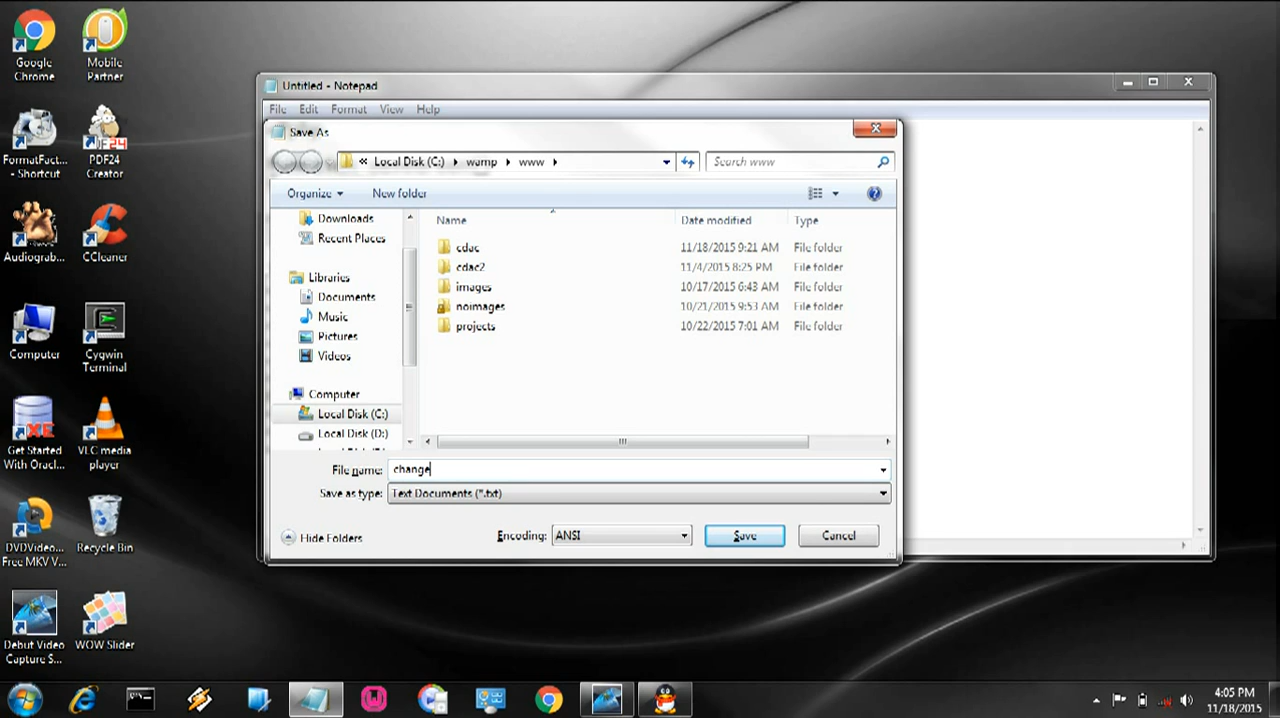 Google
Chrome
Mobile
Partner
FormatFact...
- Shortcut
PDF24
Creator
Audiograb...
CCleaner
Computer
Cygwin
Terminal
Get Started
With Oracl...
VLC media
player
DVDVideo...
Free MKV V...
Recycle Bin
Debut Video
Capture S...
WOW Slider
Untitled - Notepad
File Edit Format View Help
Save As
Local Disk (C:) wamp www
Search www
Organize New folder
Downloads
Recent Places
Libraries
Documents
Music
Pictures
Videos
Computer
Local Disk (C:)
Local Disk (D:)
Name Date modified Type
cdac 11/18/2015 9:21 AM File folder
cdac2 11/4/2015 8:25 PM File folder
images 10/17/2015 6:43 AM File folder
noimages 10/21/2015 9:53 AM File folder
projects 10/22/2015 7:01 AM File folder
File name: change
Save as type: Text Documents (*.txt)
Hide Folders
Encoding: ANSI
Save
Cancel
4:05 PM
11/18/2015